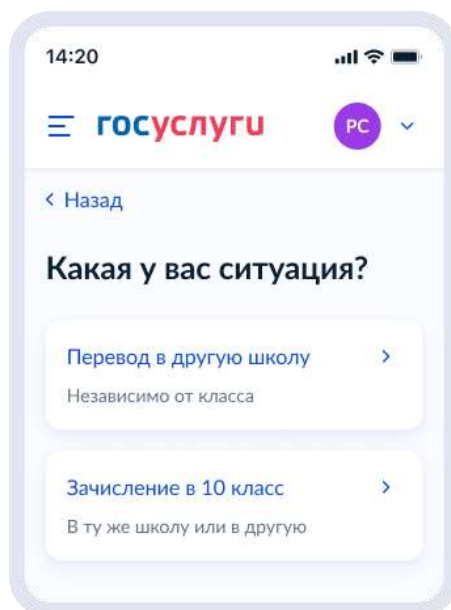 14:20
госуслуги
РС
Назад
Какая у вас ситуация?
Перевод в другую школу
Независимо от класса
Зачисление в 10 класс
В ту же школу или в другую